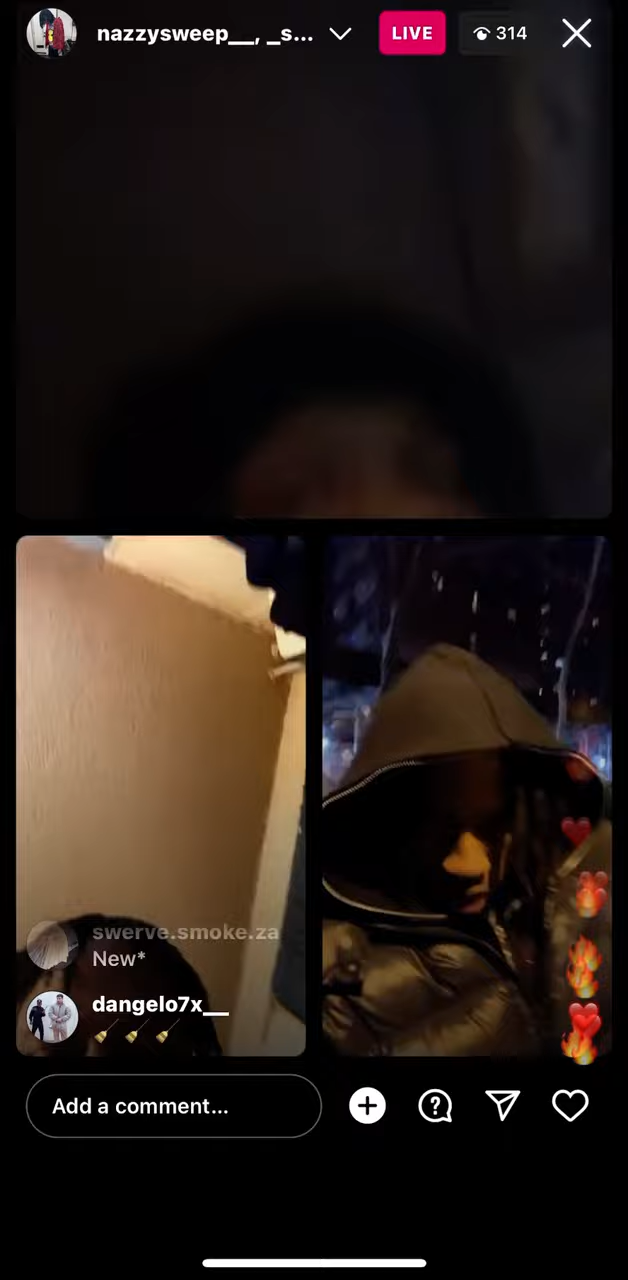 nazzysweep__, _s...
LIVE
314
swerve.smoke.za
New*
dangelo7x__
Add a comment...